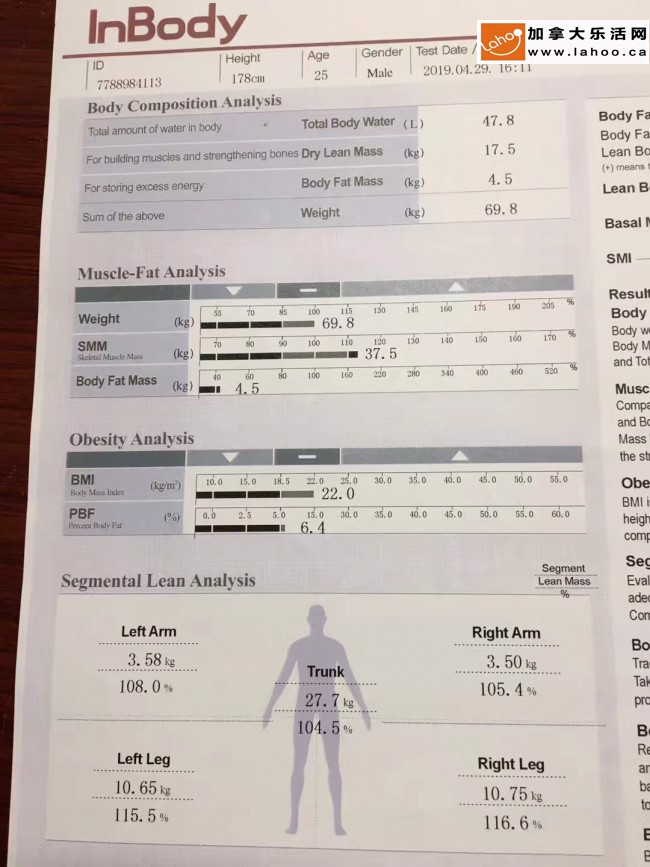 InBody
加拿大乐活网
Lahoo
www.lahoo.ca
ID
7788984113
Height
178cm
Age
25
Gender
Male
Test Date /
2019.04.29. 16:11
Body Composition Analysis
Total amount of water in body Total Body Water (L) 47.8
For building muscles and strengthening bones Dry Lean Mass (kg) 17.5
For storing excess energy Body Fat Mass (kg) 4.5
Sum of the above Weight (kg) 69.8
Muscle-Fat Analysis
Weight (kg) 55 70 85 100 115 130 145 160 175 190 205 %
69.8
SMM (kg) 70 80 90 100 110 120 130 140 150 160 170 %
Skeletal Muscle Mass
37.5
Body Fat Mass (kg) 40 60 80 100 160 220 280 340 400 460 520 %
4.5
Obesity Analysis
BMI (kg/m²) 10.0 15.0 18.5 22.0 25.0 30.0 35.0 40.0 45.0 50.0 55.0
Body Mass Index
22.0
PBF (%) 0.0 2.5 5.0 15.0 30.0 35.0 40.0 45.0 50.0 55.0 60.0
Percent Body Fat
6.4
Segmental Lean Analysis
Segment
Lean Mass
%
Left Arm
3.58 kg
108.0 %
Right Arm
3.50 kg
105.4 %
Trunk
27.7 kg
104.5 %
Left Leg
10.65 kg
115.5 %
Right Leg
10.75 kg
116.6 %
Body Fa
Body Fa
Lean Bo
(+) means t
Lean B
Basal M
SMI
Result
Body
Body w
Body M
and Tot
Musc
Compa
and Bo
Mass
the str
Obe
BMI i
heigh
comp
Seg
Eval
adec
Com
Bo
Tra
Tak
pro
B
Re
an
ba
to